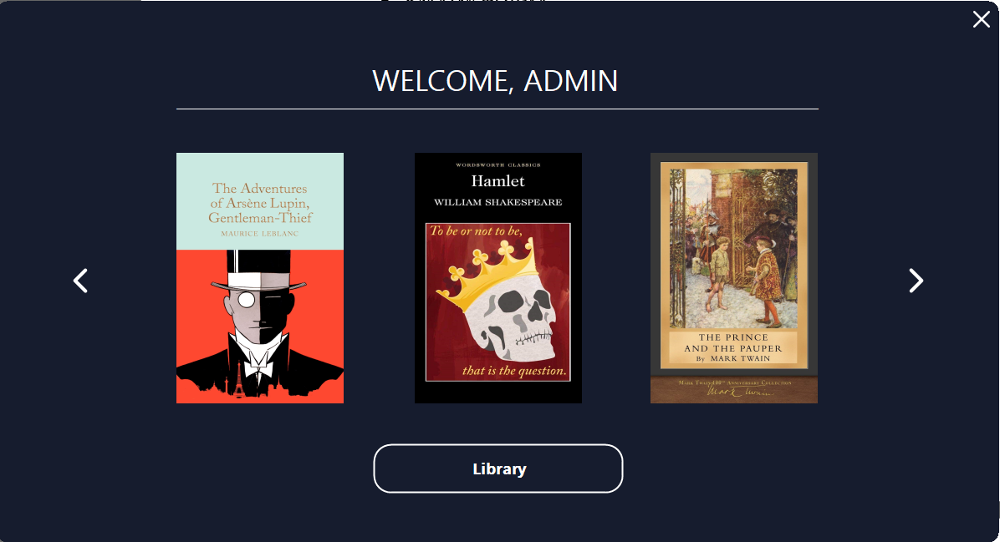 WELCOME, ADMIN
The Adventures
of Arsène Lupin,
Gentleman-Thief
MAURICE LEBLANC
WORDSWORTH CLASSICS
Hamlet
WILLIAM SHAKESPEARE
To be or not to be,
that is the question.
THE PRINCE
AND THE PAUPER
By MARK TWAIN
Mark Twain
Anniversary Collection
Mark Twain
Library